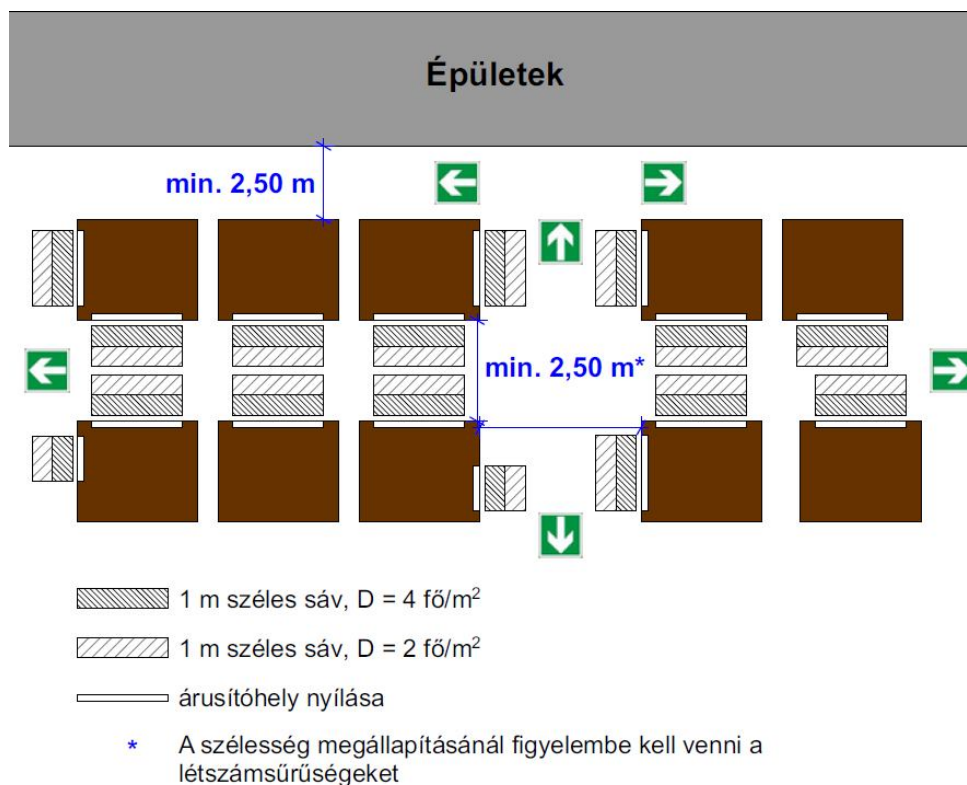 Épületek
min. 2,50 m
min. 2,50 m*
1 m széles sáv, D = 4 fő/m²
1 m széles sáv, D = 2 fő/m²
árusítóhely nyílása
* A szélesség megállapításánál figyelembe kell venni a
létszámsűrűségeket